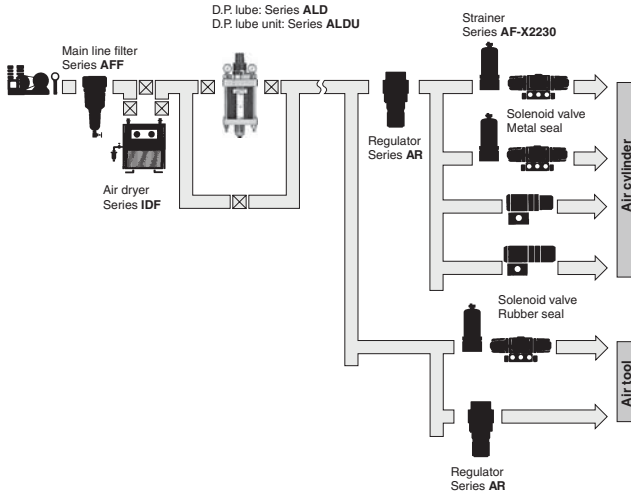 D.P. lube: Series ALD
D.P. lube unit: Series ALDU
Main line filter
Series AFF
Air dryer
Series IDF
Regulator
Series AR
Strainer
Series AF-X2230
Solenoid valve
Metal seal
Air cylinder
Solenoid valve
Rubber seal
Air tool
Regulator
Series AR